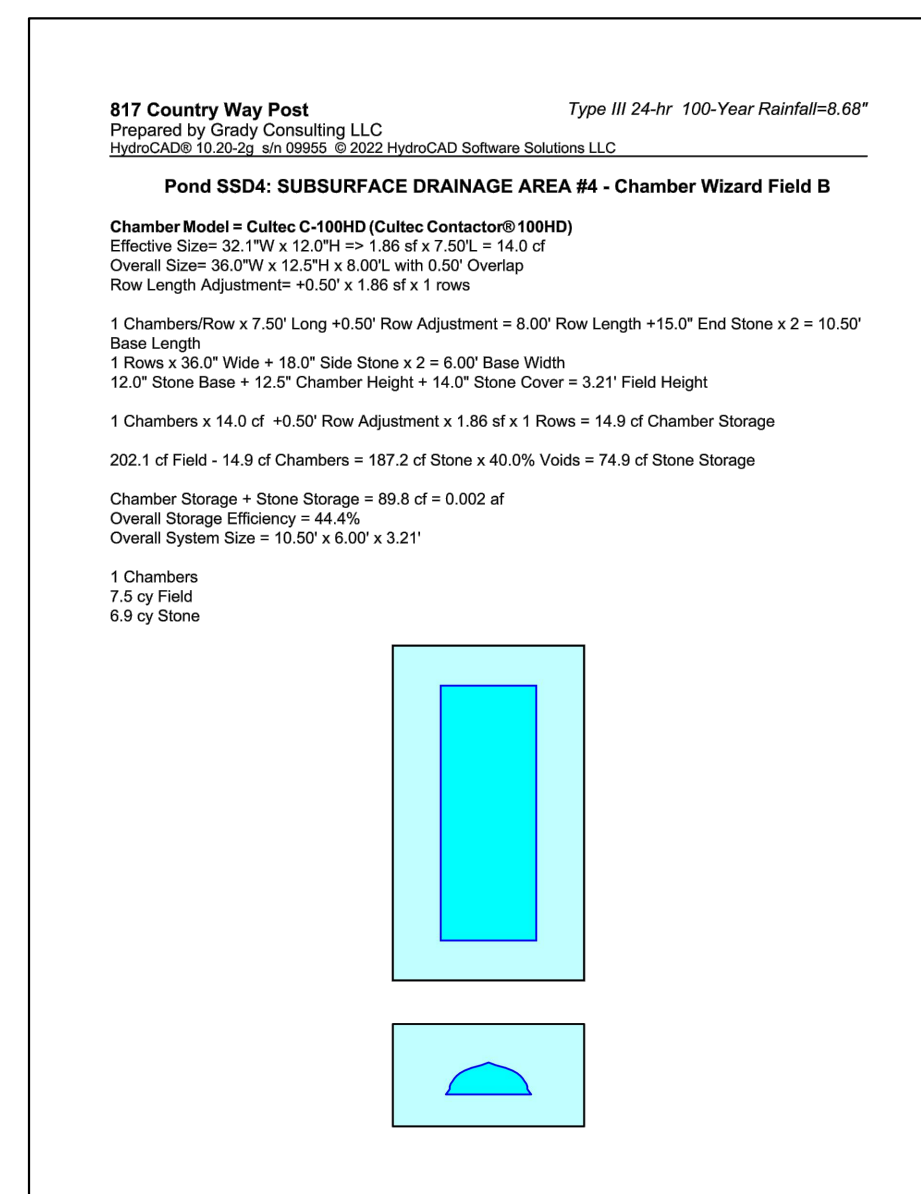 817 Country Way Post
Type III 24-hr  100-Year Rainfall=8.68"
Prepared by Grady Consulting LLC
HydroCAD® 10.20-2g  s/n 09955  © 2022 HydroCAD Software Solutions LLC
Pond SSD4: SUBSURFACE DRAINAGE AREA #4 - Chamber Wizard Field B
Chamber Model = Cultec C-100HD (Cultec Contactor® 100HD)
Effective Size= 32.1"W x 12.0"H => 1.86 sf x 7.50'L = 14.0 cf
Overall Size= 36.0"W x 12.5"H x 8.00'L with 0.50' Overlap
Row Length Adjustment= +0.50' x 1.86 sf x 1 rows
1 Chambers/Row x 7.50' Long +0.50' Row Adjustment = 8.00' Row Length +15.0" End Stone x 2 = 10.50'
Base Length
1 Rows x 36.0" Wide + 18.0" Side Stone x 2 = 6.00' Base Width
12.0" Stone Base + 12.5" Chamber Height + 14.0" Stone Cover = 3.21' Field Height
1 Chambers x 14.0 cf  +0.50' Row Adjustment x 1.86 sf x 1 Rows = 14.9 cf Chamber Storage
202.1 cf Field - 14.9 cf Chambers = 187.2 cf Stone x 40.0% Voids = 74.9 cf Stone Storage
Chamber Storage + Stone Storage = 89.8 cf = 0.002 af
Overall Storage Efficiency = 44.4%
Overall System Size = 10.50' x 6.00' x 3.21'
1 Chambers
7.5 cy Field
6.9 cy Stone